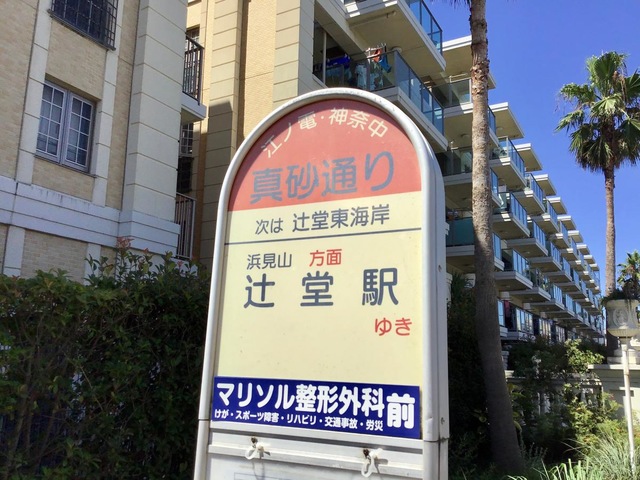 江ノ電・神奈中
真砂通り
次は 辻堂東海岸
浜見山 方面
辻堂駅
ゆき
マリソル整形外科前
けが・スポーツ障害・リハビリ・交通事故・労災